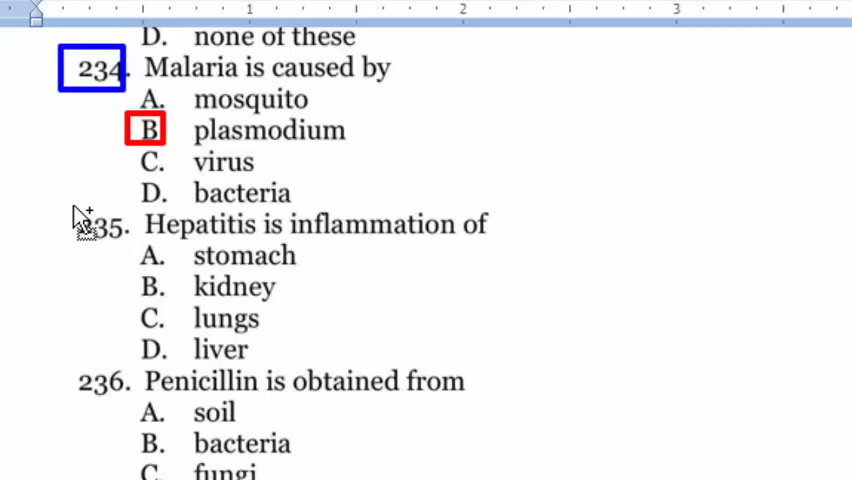 1 2 3
D. none of these
234. Malaria is caused by
A. mosquito
B plasmodium
C. virus
D. bacteria
235. Hepatitis is inflammation of
A. stomach
B. kidney
C. lungs
D. liver
236. Penicillin is obtained from
A. soil
B. bacteria
C. fungi